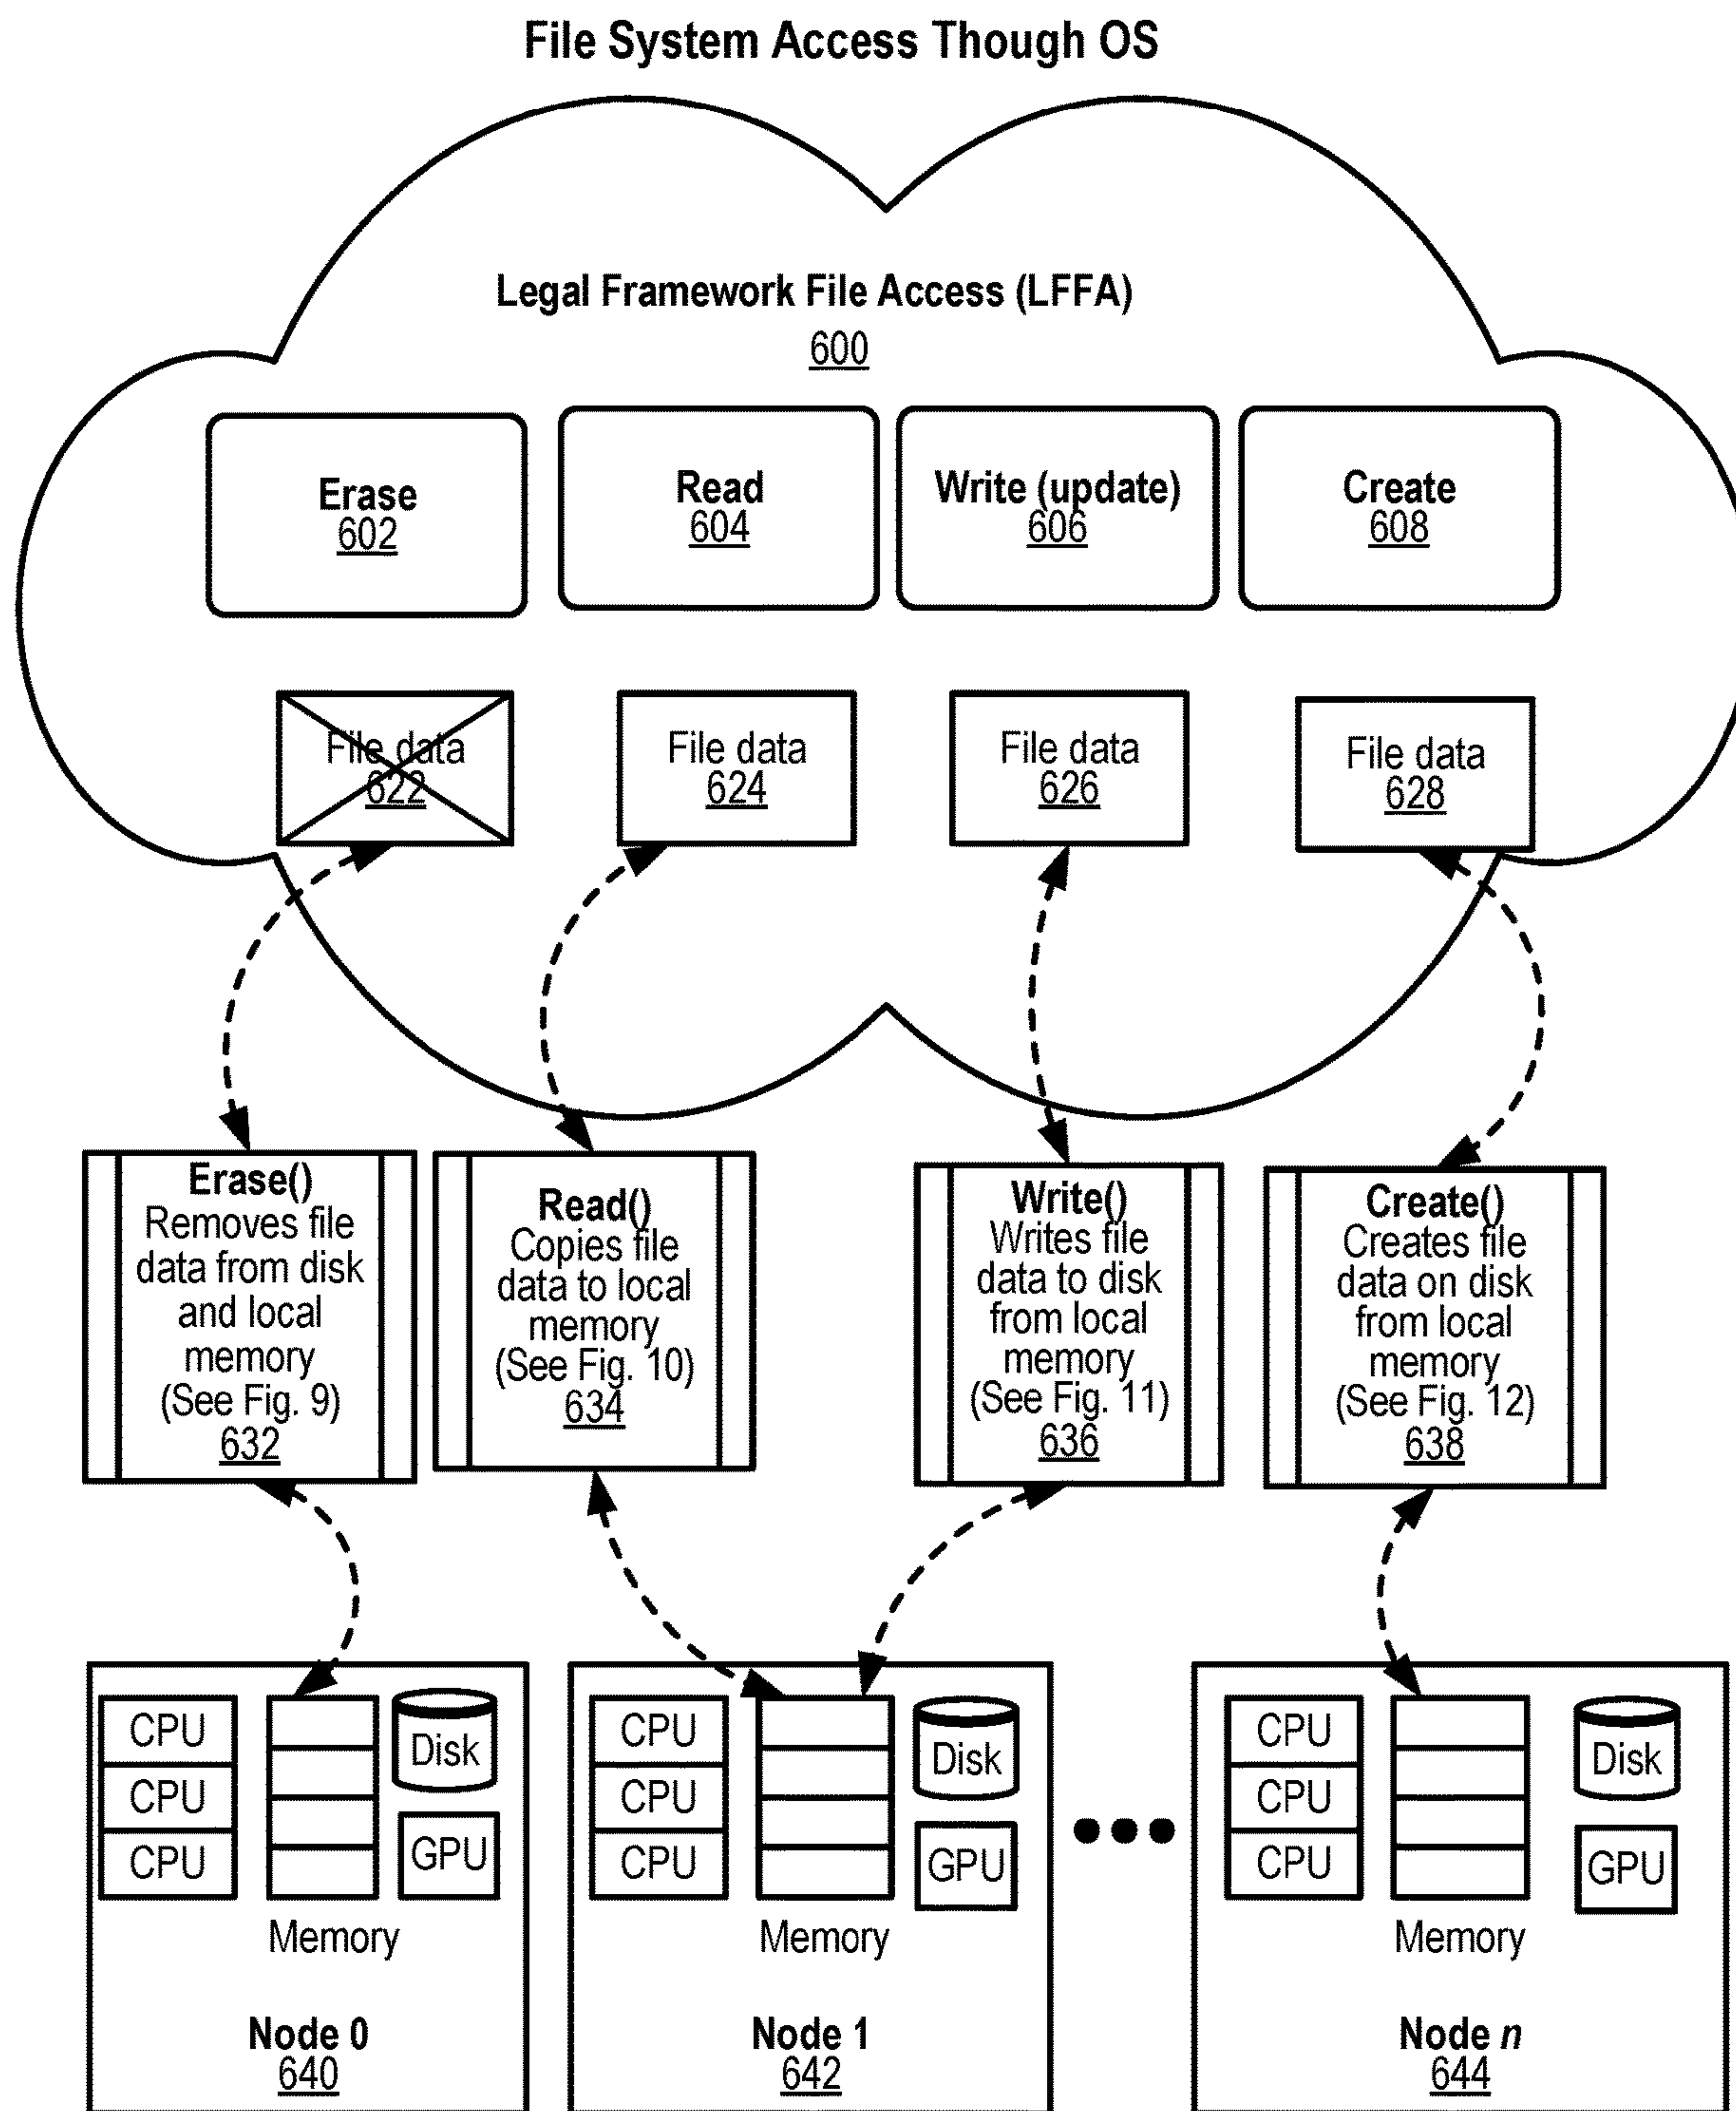 File System Access Though OS
Legal Framework File Access (LFFA)
600
Erase
602
Read
604
Write (update)
606
Create
608
File data
622
File data
624
File data
626
File data
628
Erase()
Removes file
data from disk
and local
memory
(See Fig. 9)
632
Read()
Copies file
data to local
memory
(See Fig. 10)
634
Write()
Writes file
data to disk
from local
memory
(See Fig. 11)
636
Create()
Creates file
data on disk
from local
memory
(See Fig. 12)
638
CPU
CPU
CPU
Disk
GPU
Memory
Node 0
640
CPU
CPU
CPU
Disk
GPU
Memory
Node 1
642
CPU
CPU
CPU
Disk
GPU
Memory
Node n
644